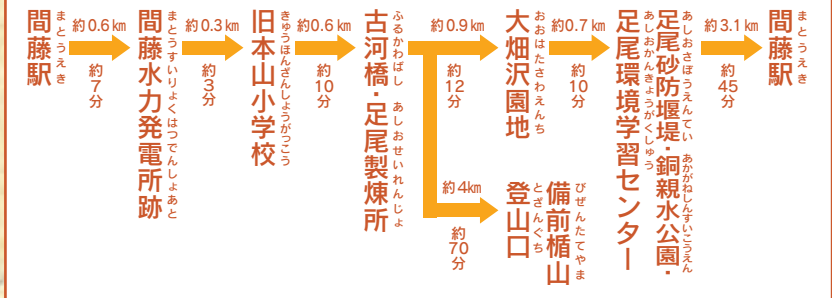 間藤駅
まとうえき
約0.6km
約7分
間藤水力発電所跡
まとうすいりょくはつでんしょあと
約0.3km
約3分
旧本山小学校
きゅうほんざんしょうがっこう
約0.6km
約10分
古河橋・足尾製煉所
ふるかわばし あしおせいれんじょ
約0.9km
約12分
大畑沢園地
おおはたさわえんち
約0.7km
約10分
足尾砂防堰堤・銅親水公園・
あしおさぼうえんてい あかがねしんすいこうえん
足尾環境学習センター
あしおかんきょうがくしゅう
約3.1km
約45分
間藤駅
まとうえき
約4km
約70分
備前楯山
びぜんたてやま
登山口
とざんぐち